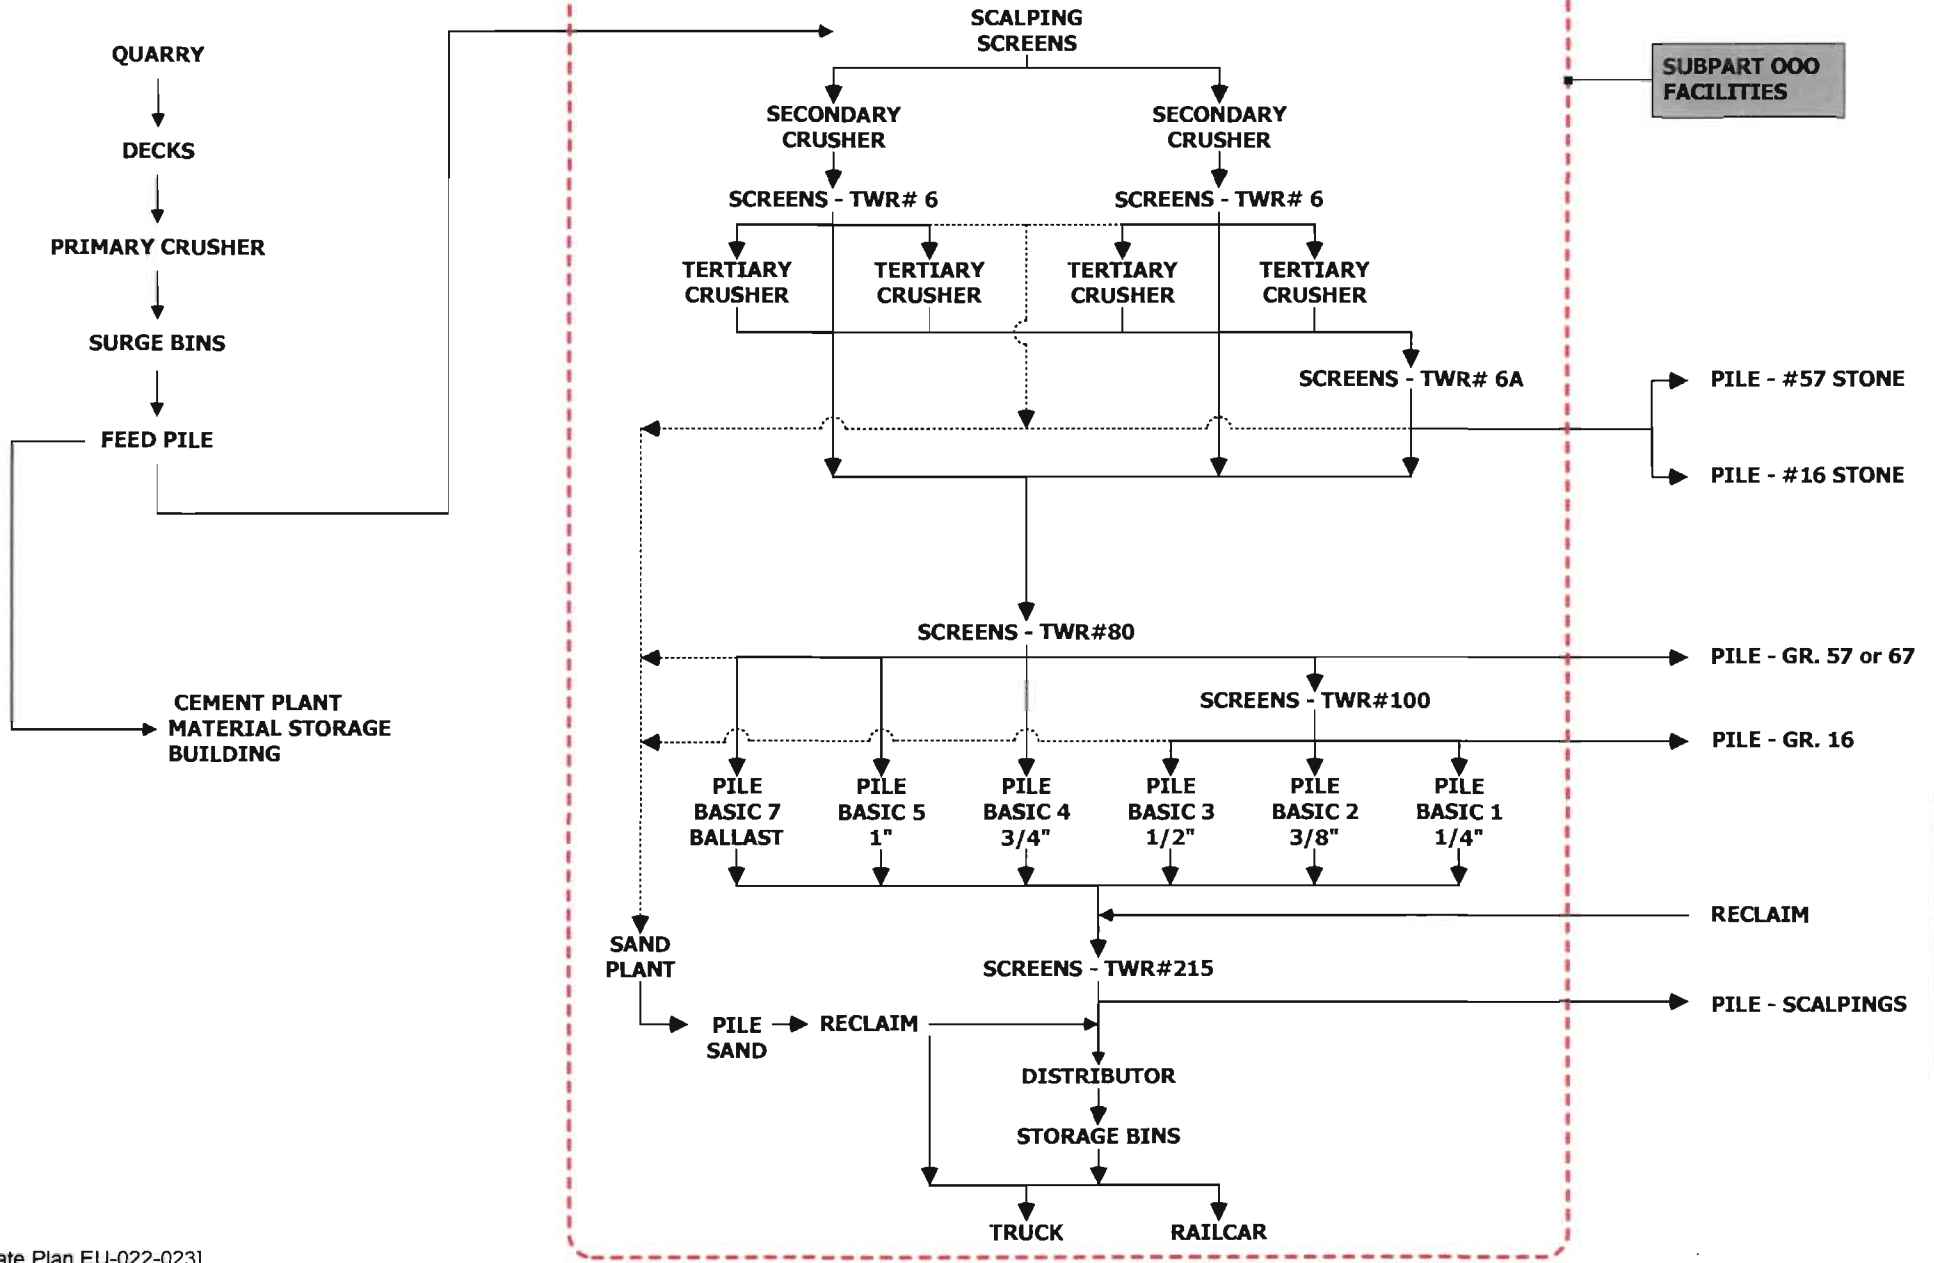 QUARRY
DECKS
PRIMARY CRUSHER
SURGE BINS
FEED PILE
CEMENT PLANT
MATERIAL STORAGE
BUILDING
SCALPING
SCREENS
SECONDARY
CRUSHER
SECONDARY
CRUSHER
SCREENS - TWR# 6
SCREENS - TWR# 6
TERTIARY
CRUSHER
TERTIARY
CRUSHER
TERTIARY
CRUSHER
TERTIARY
CRUSHER
SCREENS - TWR# 6A
SCREENS - TWR#80
SCREENS - TWR#100
PILE
BASIC 7
BALLAST
PILE
BASIC 5
1"
PILE
BASIC 4
3/4"
PILE
BASIC 3
1/2"
PILE
BASIC 2
3/8"
PILE
BASIC 1
1/4"
SAND
PLANT
SCREENS - TWR#215
PILE
SAND
RECLAIM
DISTRIBUTOR
STORAGE BINS
TRUCK
RAILCAR
SUBPART OOO
FACILITIES
PILE - #57 STONE
PILE - #16 STONE
PILE - GR. 57 or 67
PILE - GR. 16
RECLAIM
PILE - SCALPINGS
Plan EU-022-023]